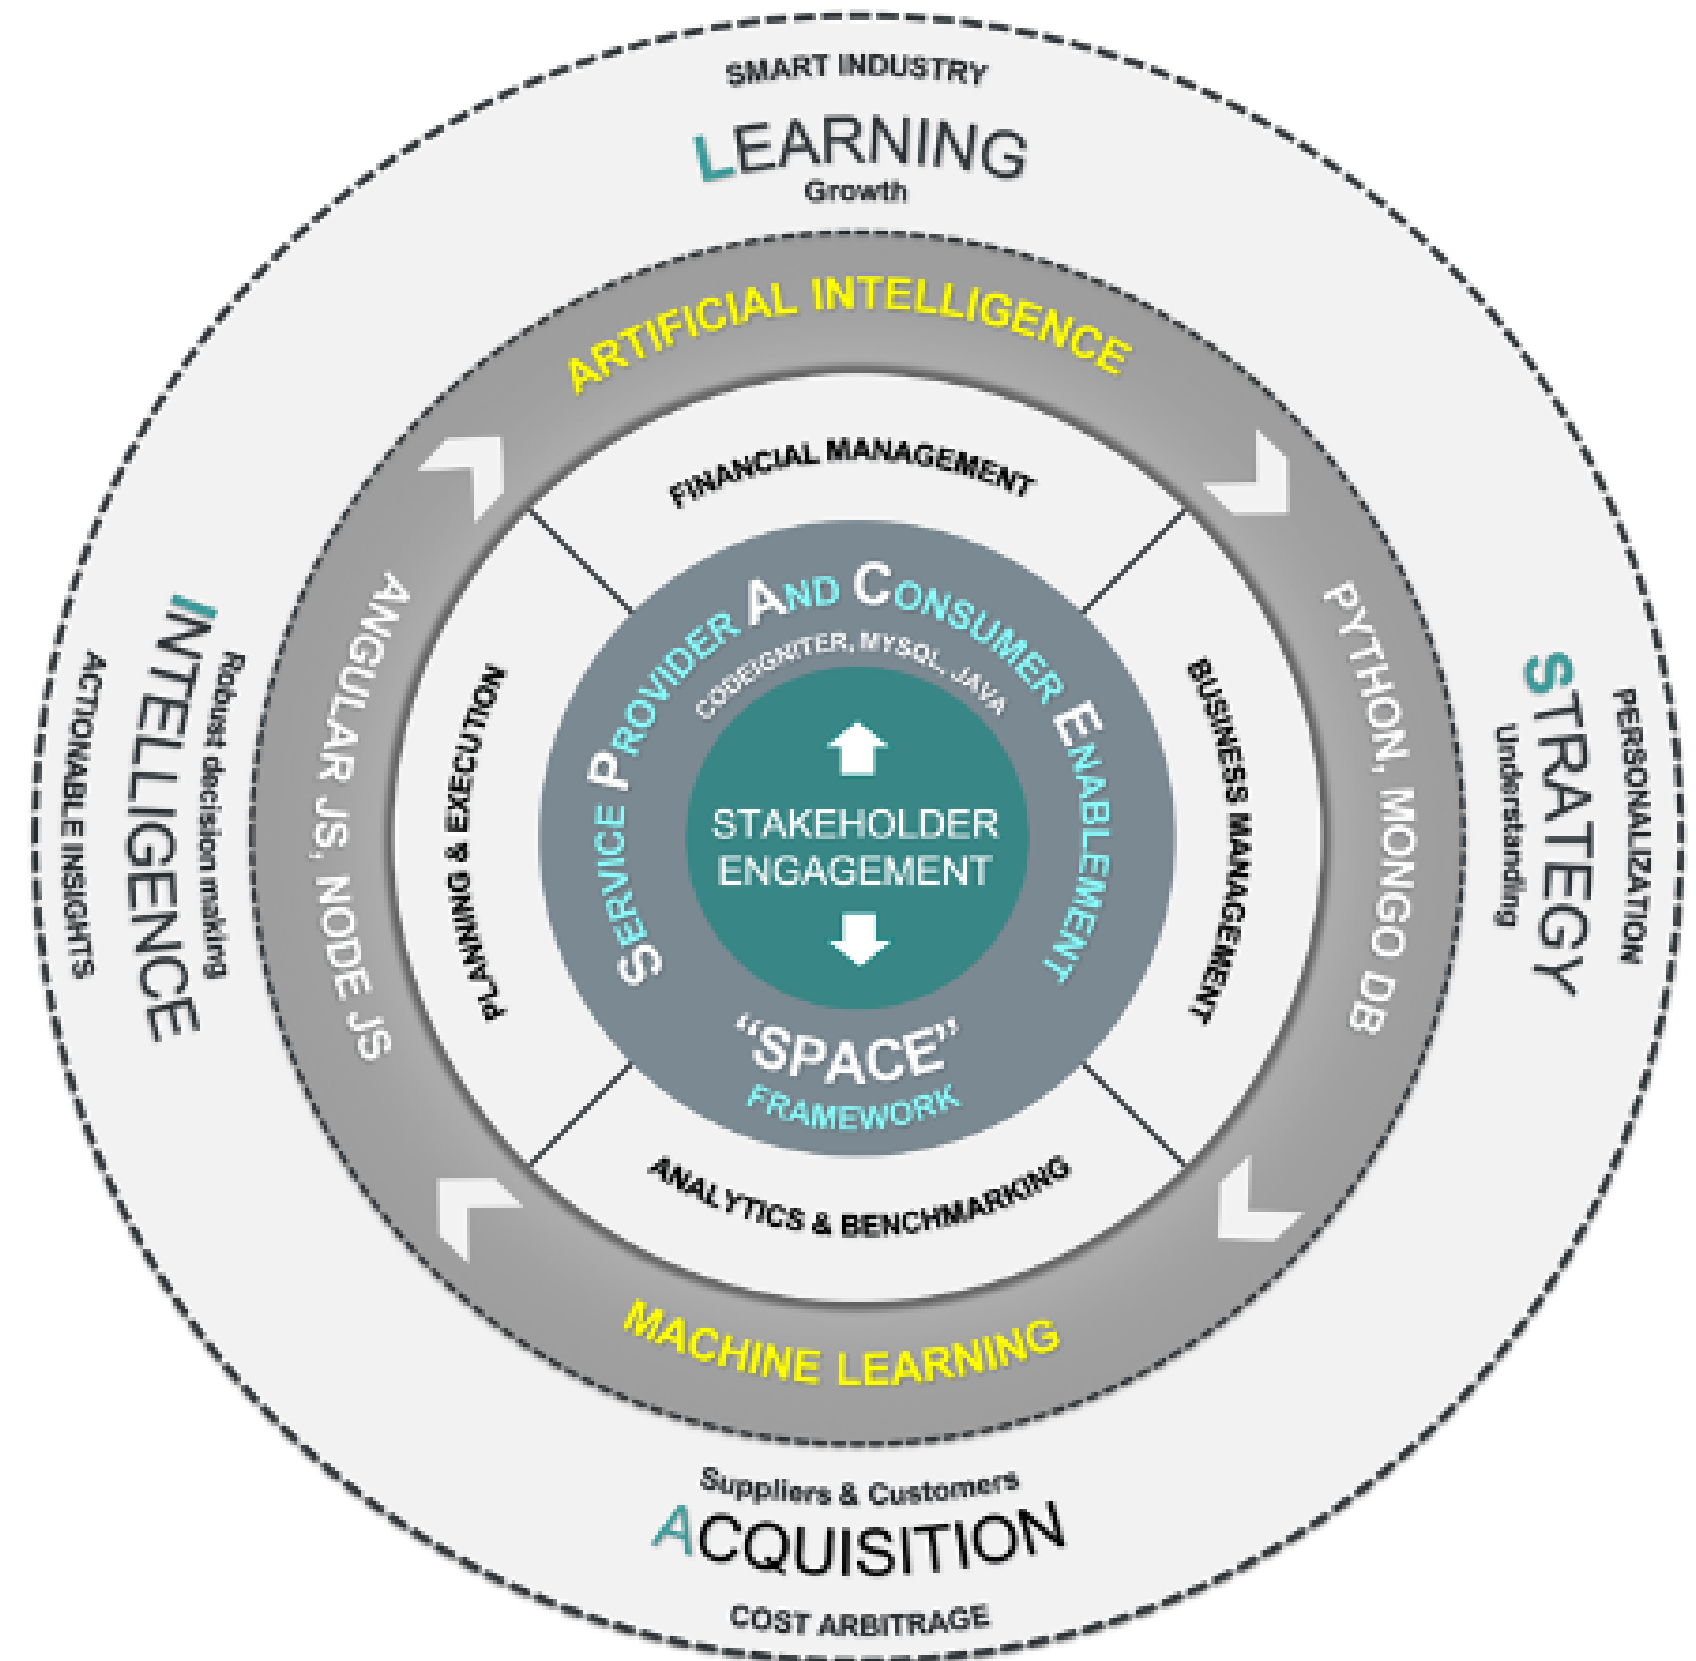 SMART INDUSTRY
LEARNING
Growth
ARTIFICIAL INTELLIGENCE
FINANCIAL MANAGEMENT
SERVICE PROVIDER AND CONSUMER ENABLEMENT
CODEIGNITER, MYSQL, JAVA
STAKEHOLDER
ENGAGEMENT
"SPACE"
FRAMEWORK
PLANNING & EXECUTION
BUSINESS MANAGEMENT
ANALYTICS & BENCHMARKING
ANGULAR JS, NODE JS
PYTHON, MONGO DB
MACHINE LEARNING
ACTIONABLE INSIGHTS
INTELLIGENCE
Robust decision making
Understanding
STRATEGY
PERSONALIZATION
Suppliers & Customers
ACQUISITION
COST ARBITRAGE